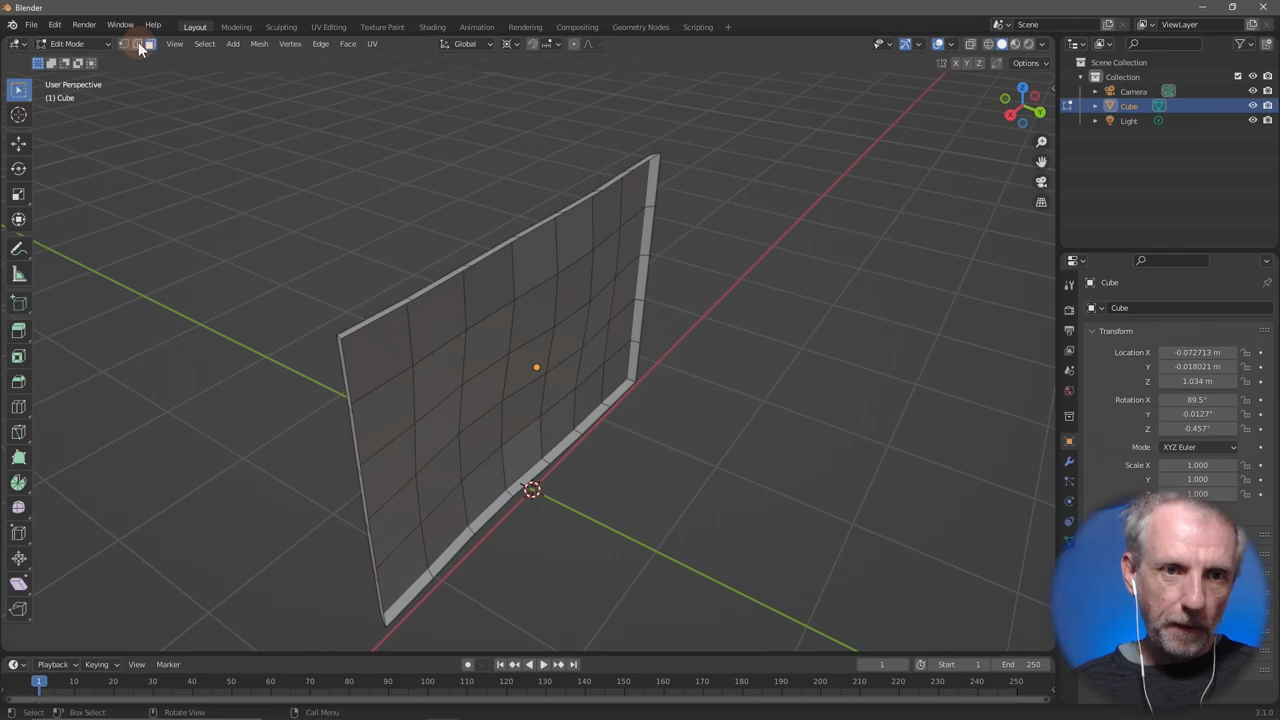 Blender
File Edit Render Window Help Layout Modeling Sculpting UV Editing Texture Paint Shading Animation Rendering Compositing Geometry Nodes Scripting + Scene ViewLayer
Edit Mode View Select Add Mesh Vertex Edge Face UV Global
X Y Z Options
User Perspective
(1) Cube
Scene Collection
Collection
Camera
Cube
Light
Z
Y
X
Cube
Cube
Transform
Location X -0.072713 m
Y -0.018021 m
Z 1.034 m
Rotation X 89.5°
Y -0.0127°
Z -0.457°
Mode XYZ Euler
Scale X 1.000
Y 1.000
1.000
Playback Keying View Marker 1 Start 1 End 250
1 10 20 30 40 50 60 70 80 90 100 110 120 130 140 150 160 170 180 190 200 210 220 230 240 250
Select Box Select Rotate View Call Menu 3.1.0